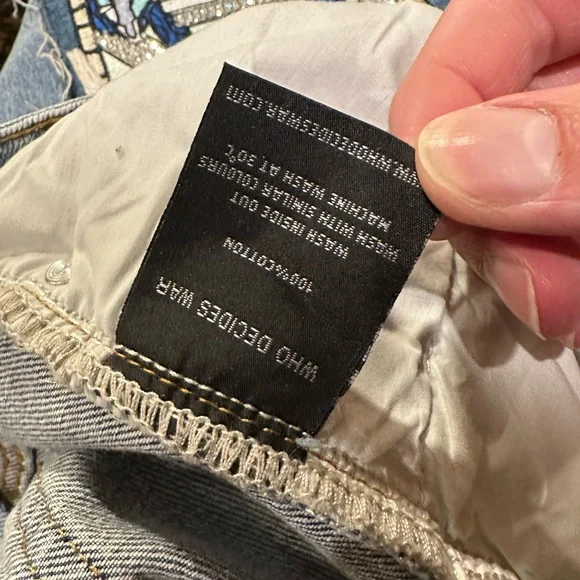 WHO DECIDES WAR
100%COTTON
WASH INSIDE OUT
WASH WITH SIMILAR COLOURS
MACHINE WASH AT 30°C
WWW.WHODECIDESWAR.COM